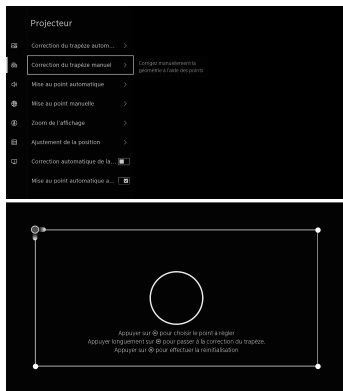 Projecteur
Correction du trapèze autom...
Correction du trapèze manuel
Corrigez manuellement la
géométrie à l'aide des points.
Mise au point automatique
Mise au point manuelle
Zoom de l'affichage
Ajustement de la position
Correction automatique de la...
Mise au point automatique a...
Appuyer sur pour choisir le point à régler
Appuyer longuement sur pour passer à la correction du trapèze.
Appuyer sur pour effectuer la réinitialisation